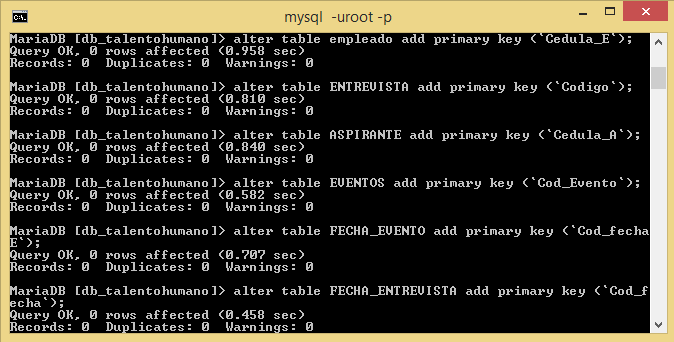 mysql -uroot -p
MariaDB [db_talentohumano]> alter table empleado add primary key (`Cedula_E`);
Query OK, 0 rows affected (0.958 sec)
Records: 0  Duplicates: 0  Warnings: 0
MariaDB [db_talentohumano]> alter table ENTREVISTA add primary key (`Codigo`);
Query OK, 0 rows affected (0.810 sec)
Records: 0  Duplicates: 0  Warnings: 0
MariaDB [db_talentohumano]> alter table ASPIRANTE add primary key (`Cedula_A`);
Query OK, 0 rows affected (0.840 sec)
Records: 0  Duplicates: 0  Warnings: 0
MariaDB [db_talentohumano]> alter table EVENTOS add primary key (`Cod_Evento`);
Query OK, 0 rows affected (0.582 sec)
Records: 0  Duplicates: 0  Warnings: 0
MariaDB [db_talentohumano]> alter table FECHA_EVENTO add primary key (`Cod_fecha
E`);
Query OK, 0 rows affected (0.707 sec)
Records: 0  Duplicates: 0  Warnings: 0
MariaDB [db_talentohumano]> alter table FECHA_ENTREVISTA add primary key (`Cod_f
echa`);
Query OK, 0 rows affected (0.458 sec)
Records: 0  Duplicates: 0  Warnings: 0